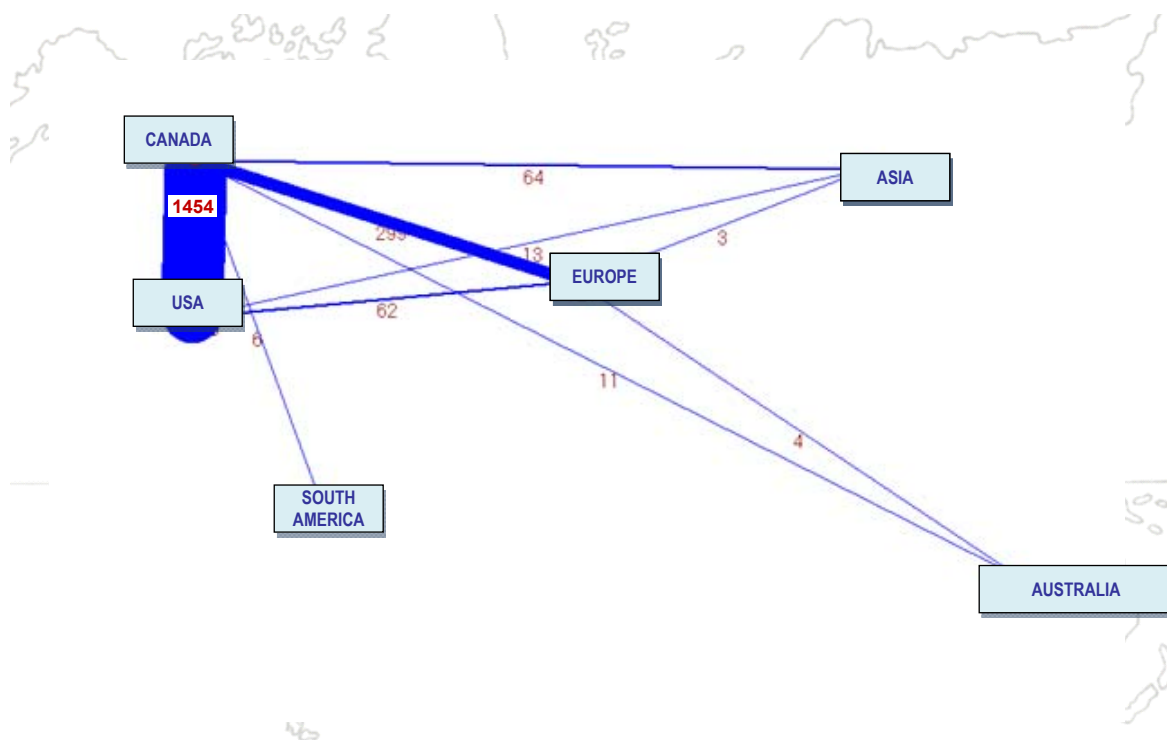 CANADA
64
ASIA
1454
293
13
3
EUROPE
USA
62
6
11
4
SOUTH
AMERICA
AUSTRALIA